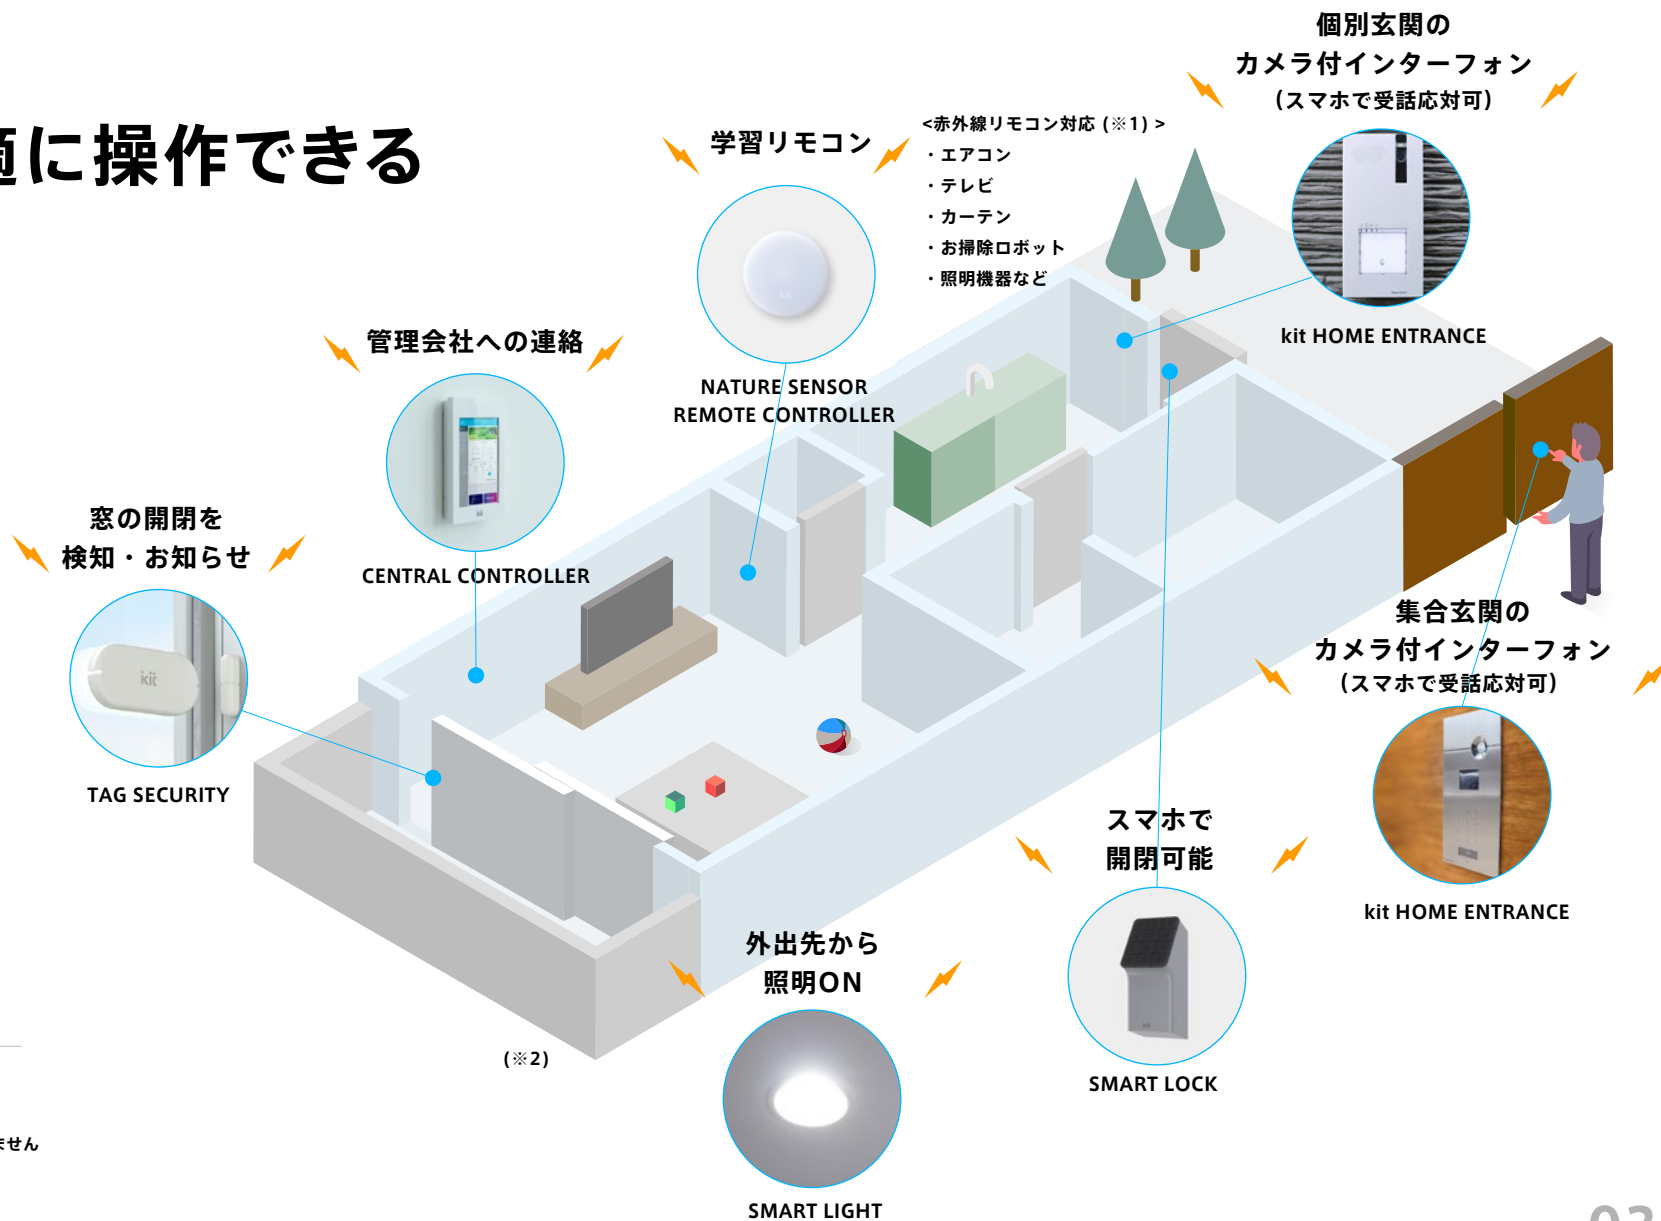 適に操作できる
個別玄関の
カメラ付インターフォン
(スマホで受話応対可)
kit HOME ENTRANCE
<赤外線リモコン対応 (※1) >
・エアコン
・テレビ
・カーテン
・お掃除ロボット
・照明機器など
学習リモコン
kit
NATURE SENSOR
REMOTE CONTROLLER
管理会社への連絡
kit
CENTRAL CONTROLLER
窓の開閉を
検知・お知らせ
kit
TAG SECURITY
集合玄関の
カメラ付インターフォン
(スマホで受話応対可)
kit HOME ENTRANCE
スマホで
開閉可能
kit
SMART LOCK
外出先から
照明ON
(※2)
SMART LIGHT
ません
03